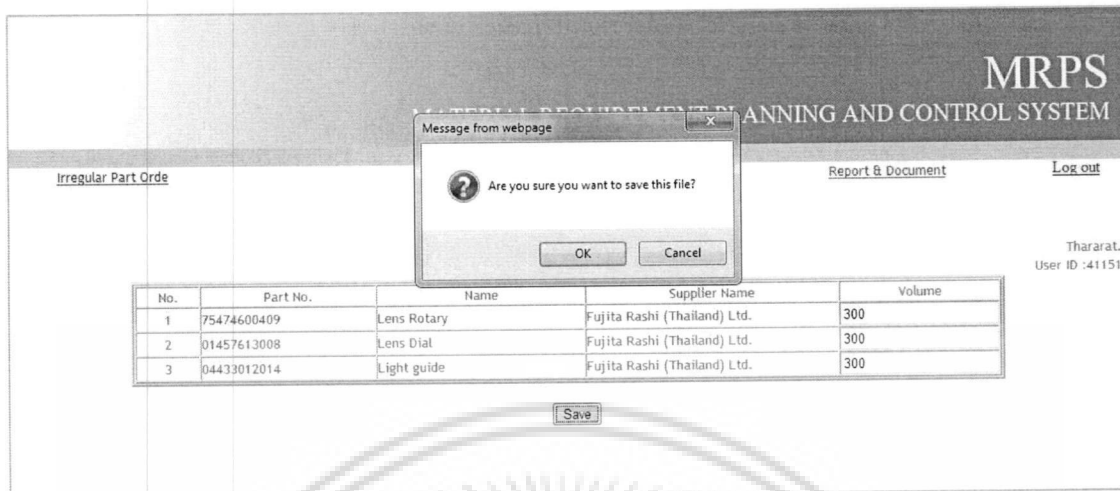 MRPS
MATERIAL REQUIREMENT PLANNING AND CONTROL SYSTEM
Message from webpage
Are you sure you want to save this file?
OK Cancel
Irregular Part Orde Report & Document Log out
Thararat.
User ID :41151
No. Part No. Name Supplier Name Volume
1 75474600409 Lens Rotary Fujita Rashi (Thailand) Ltd. 300
2 01457613008 Lens Dial Fujita Rashi (Thailand) Ltd. 300
3 04433012014 Light guide Fujita Rashi (Thailand) Ltd. 300
Save